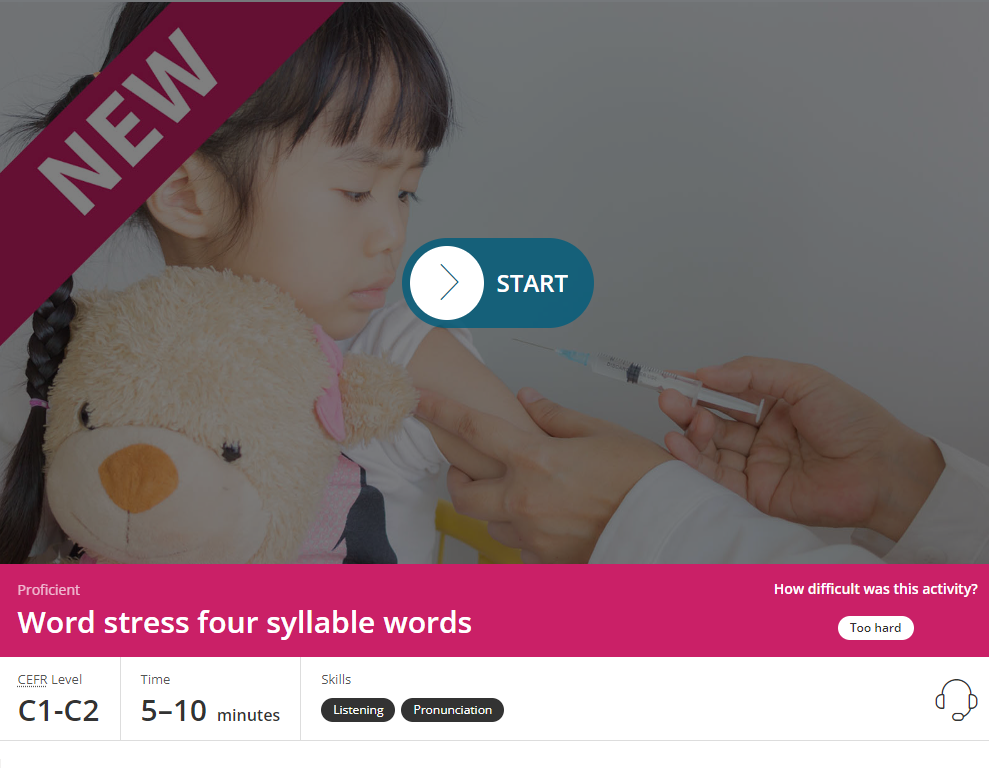 NEW
START
Proficient
Word stress four syllable words
How difficult was this activity?
Too hard
CEFR Level
C1-C2
Time
5–10 minutes
Skills
Listening
Pronunciation